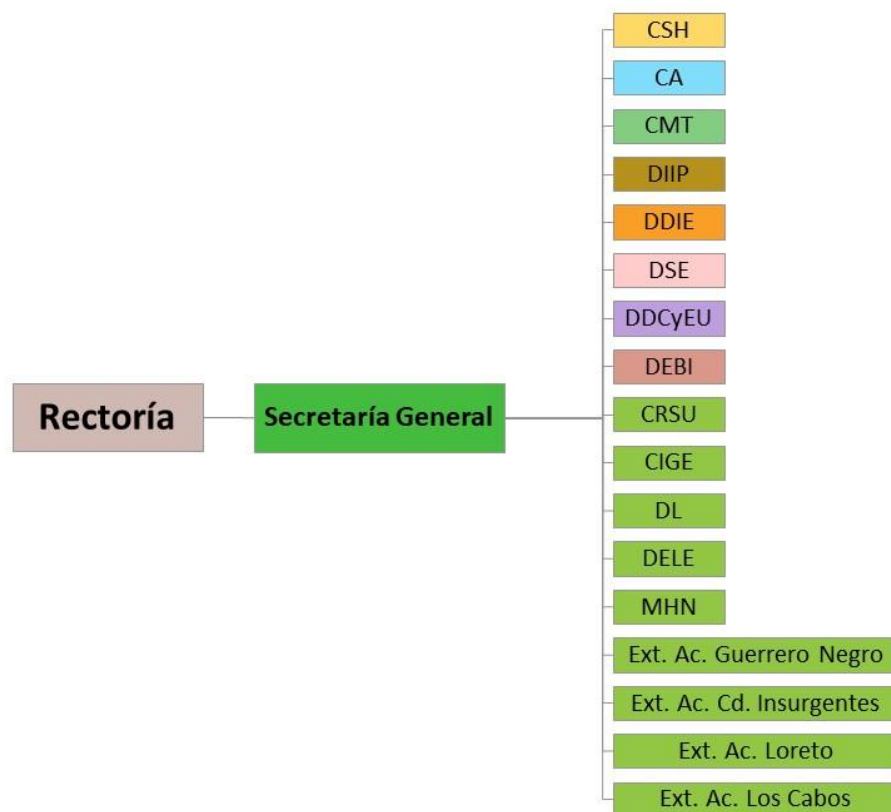 CSH
CA
CMT
DIIP
DDIE
DSE
DDCyEU
DEBI
Rectoría
Secretaría General
CRSU
CIGE
DL
DELE
MHN
Ext. Ac. Guerrero Negro
Ext. Ac. Cd. Insurgentes
Ext. Ac. Loreto
Ext. Ac. Los Cabos